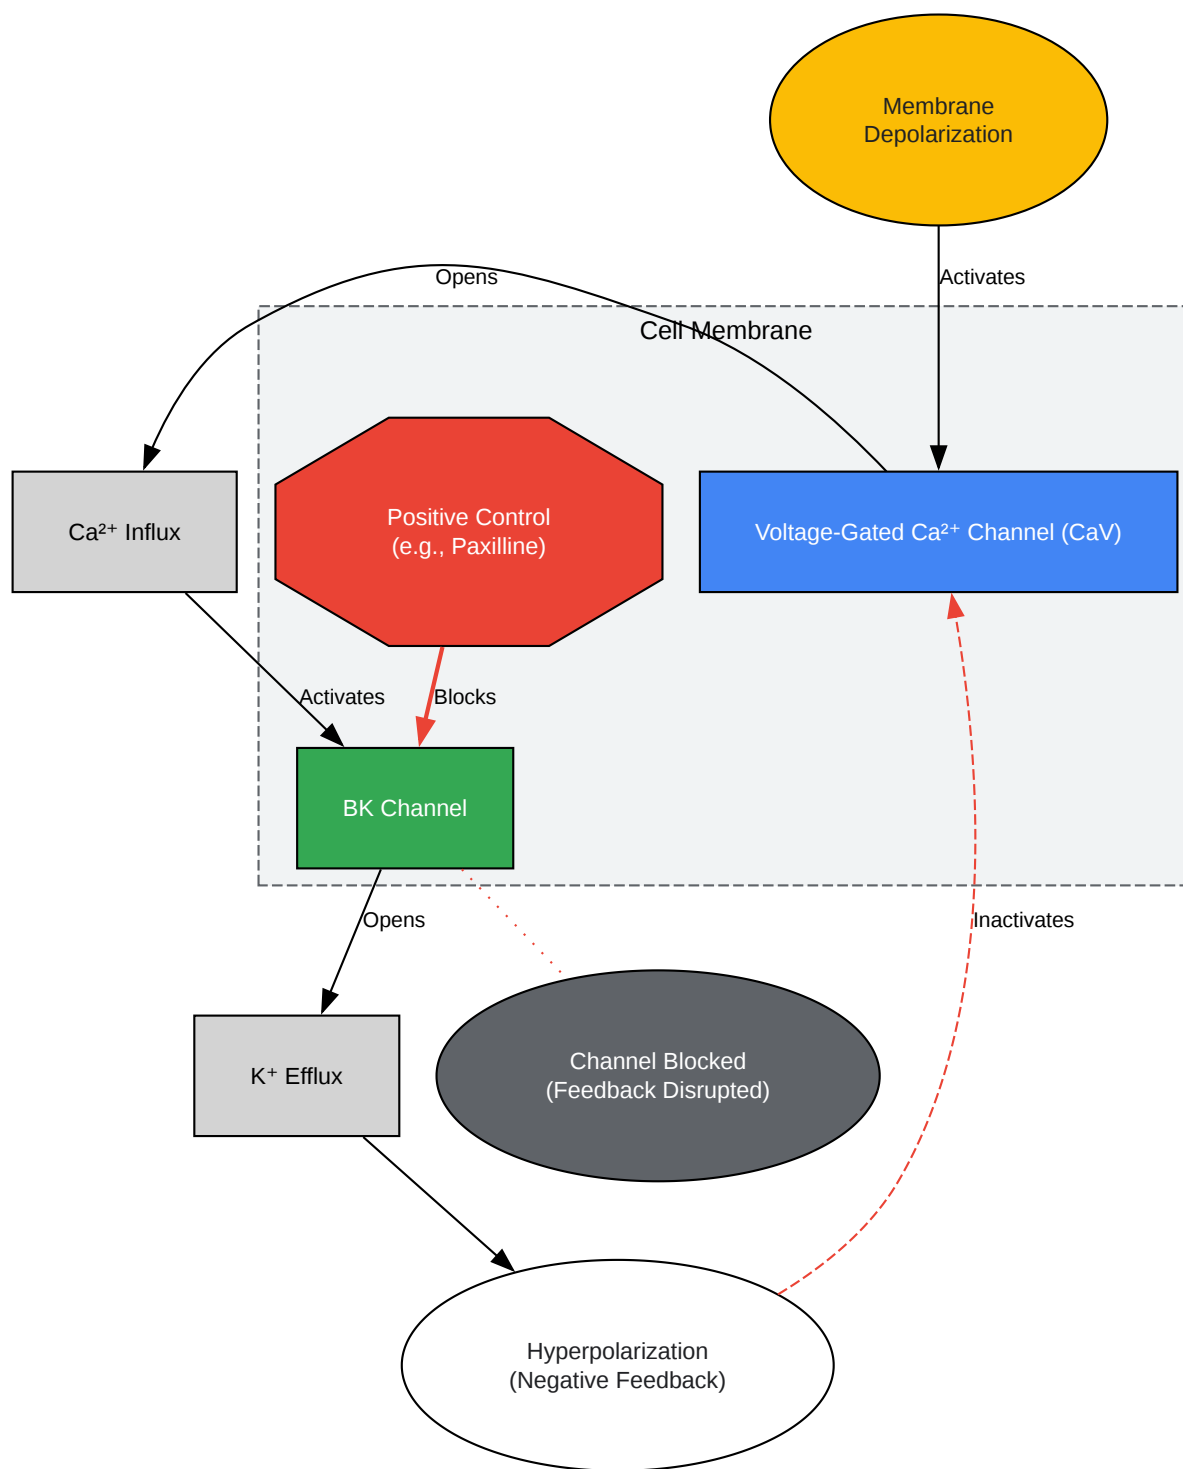 Membrane
Depolarization
Opens
Activates
Cell Membrane
Ca²⁺ Influx
Positive Control
(e.g., Paxilline)
Voltage-Gated Ca²⁺ Channel (CaV)
Activates
Blocks
BK Channel
Opens
Inactivates
K⁺ Efflux
Channel Blocked
(Feedback Disrupted)
Hyperpolarization
(Negative Feedback)